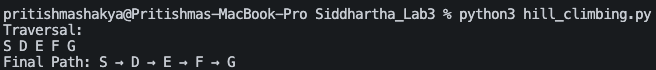 pritishmashakya@Pritishmas-MacBook-Pro Siddhartha_Lab3 % python3 hill_climbing.py
Traversal:
S D E F G
Final Path: S → D → E → F → G